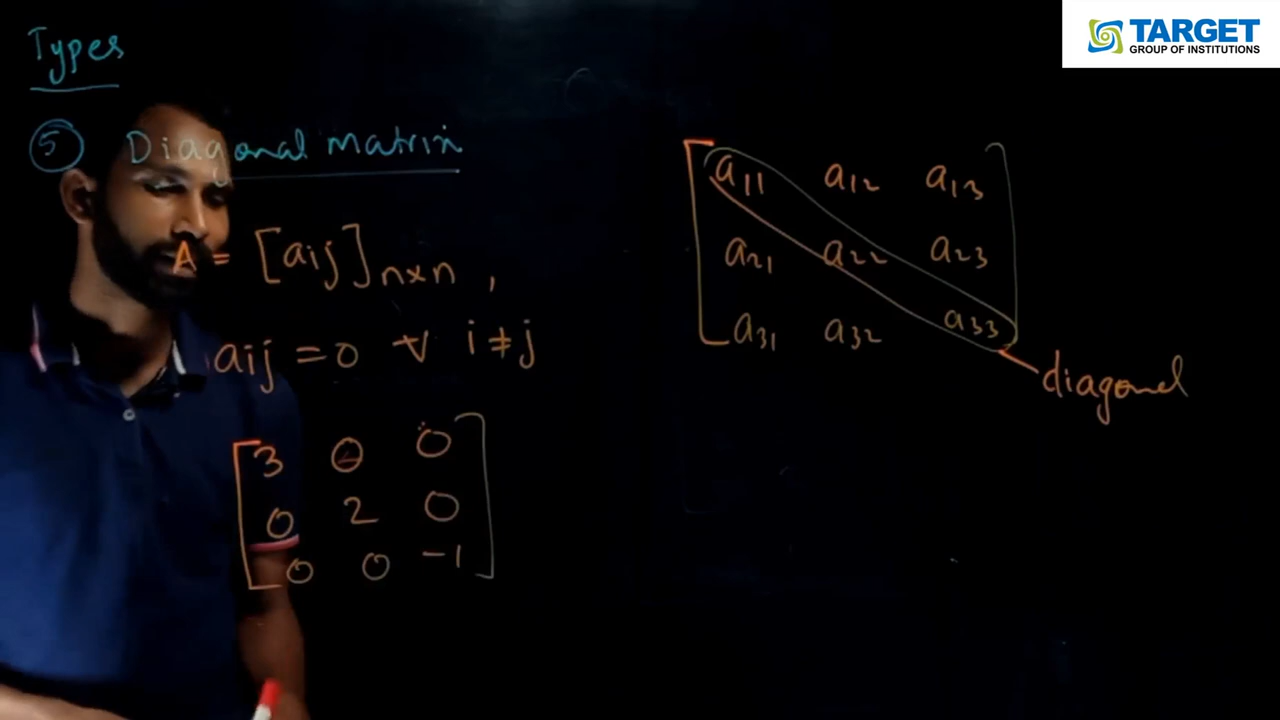 TARGET
GROUP OF INSTITUTIONS
Types
5 Diagonal matrix
A = [aij]n×n ,
aij = 0 ∀ i ≠ j
3 0 0
0 2 0
0 0 -1
a11 a12 a13
a21 a22 a23
a31 a32 a33
diagonal